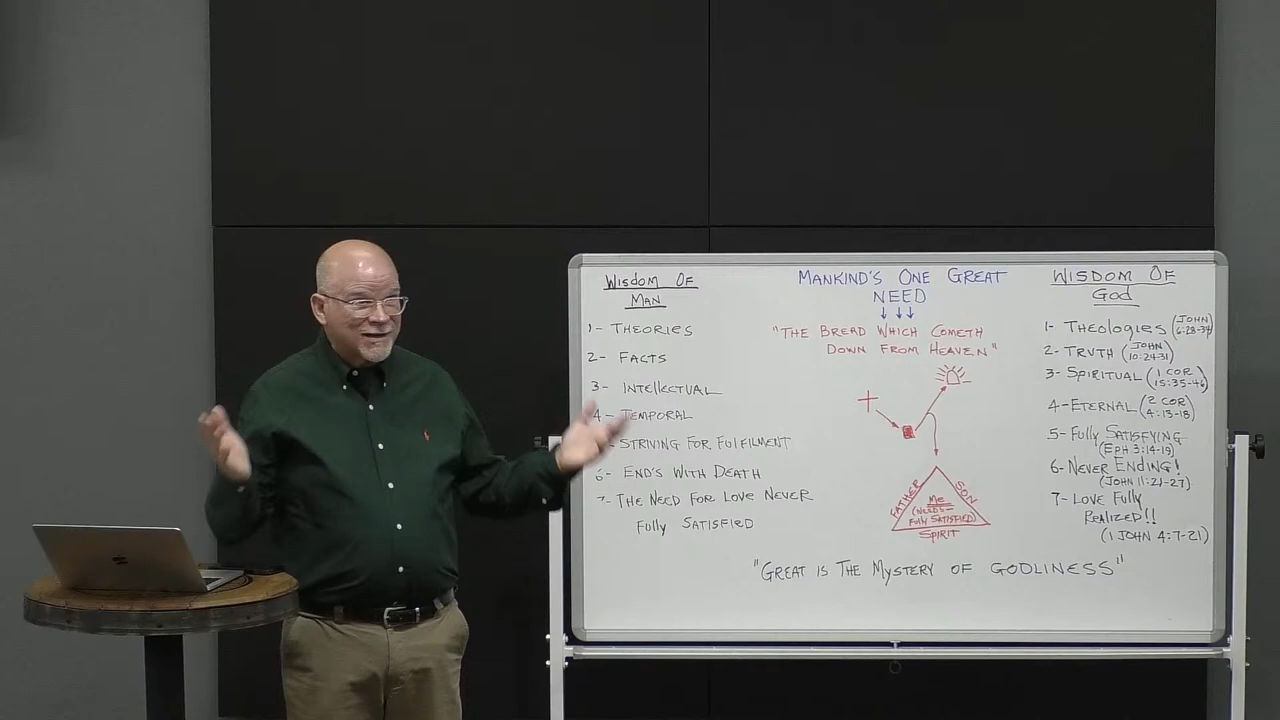 WISDOM OF
MAN
1- THEORIES
2- FACTS
3- INTELLECTUAL
4- TEMPORAL
- STRIVING FOR FULFILMENT
6- END'S WITH DEATH
7- THE NEED FOR LOVE NEVER
FULLY SATISFIED
MANKIND'S ONE GREAT
NEED
"THE BREAD WHICH COMETH
DOWN FROM HEAVEN"
FATHER
SON
ME
(NEEDS-
FULLY SATISFIED)
SPIRIT
WISDOM OF
GOD
1- THEOLOGIES (JOHN 6:28-34)
2- TRUTH (JOHN 10:24-31)
3- SPIRITUAL (1 COR 15:35-46)
4- ETERNAL (2 COR 4:13-18)
5- FULLY SATISFYING
(EPH 3:14-19)
6- NEVER ENDING!
(JOHN 11:21-27)
7- LOVE FULLY
REALIZED!!
(1 JOHN 4:7-21)
"GREAT IS THE MYSTERY OF GODLINESS"